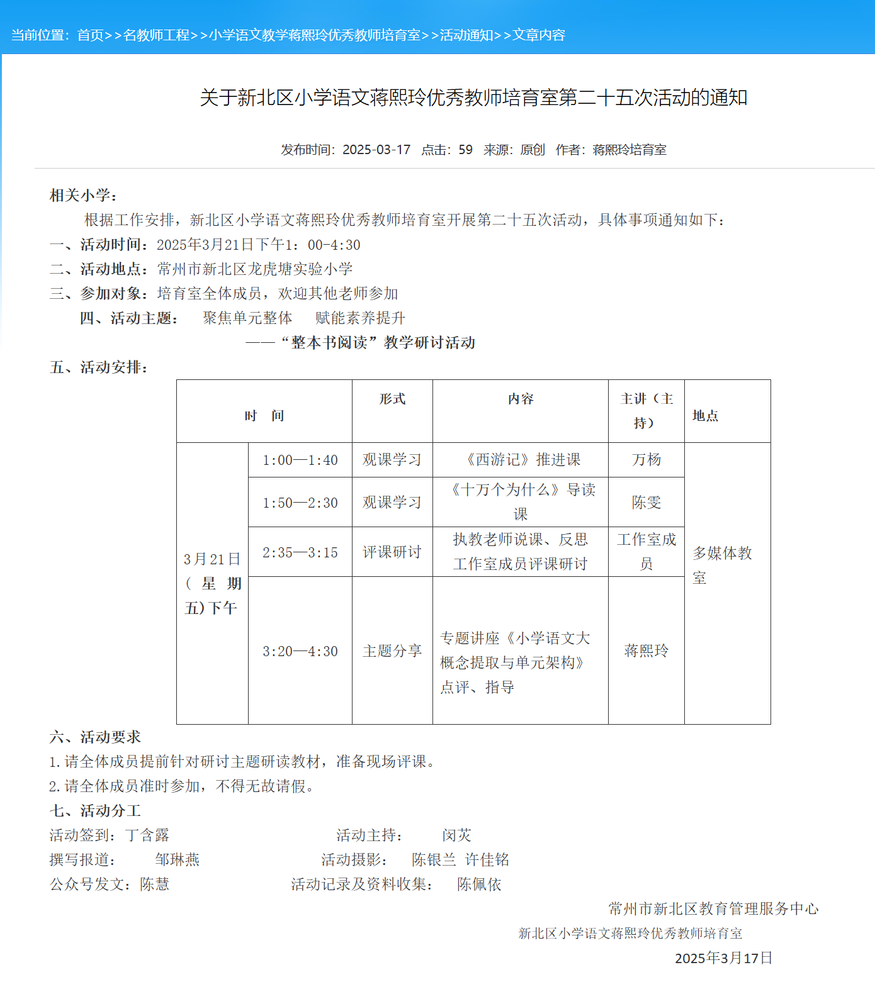 当前位置：首页>>名教师工程>>小学语文教学蒋熙玲优秀教师培育室>>活动通知>>文章内容
关于新北区小学语文蒋熙玲优秀教师培育室第二十五次活动的通知
发布时间：2025-03-17 点击：59 来源：原创 作者：蒋熙玲培育室
相关小学：
根据工作安排，新北区小学语文蒋熙玲优秀教师培育室开展第二十五次活动，具体事项通知如下：
一、活动时间：2025年3月21日下午1：00-4:30
二、活动地点：常州市新北区龙虎塘实验小学
三、参加对象：培育室全体成员，欢迎其他老师参加
四、活动主题： 聚焦单元整体 赋能素养提升
——“整本书阅读”教学研讨活动
五、活动安排：
时 间 形式 内容 主讲（主
持） 地点
3月21日
(星期
五)下午
1:00—1:40 观课学习 《西游记》推进课 万杨
1:50—2:30 观课学习 《十万个为什么》导读
课 陈雯
2:35—3:15 评课研讨 执教老师说课、反思
工作室成员评课研讨 工作室成
员
3:20—4:30 主题分享 专题讲座《小学语文大
概念提取与单元架构》
点评、指导 蒋熙玲
多媒体教
室
六、活动要求
1.请全体成员提前针对研讨主题研读教材，准备现场评课。
2.请全体成员准时参加，不得无故请假。
七、活动分工
活动签到：丁含露 活动主持： 闵苂
撰写报道： 邹琳燕 活动摄影： 陈银兰 许佳铭
公众号发文：陈慧 活动记录及资料收集： 陈佩依
常州市新北区教育管理服务中心
新北区小学语文蒋熙玲优秀教师培育室
2025年3月17日